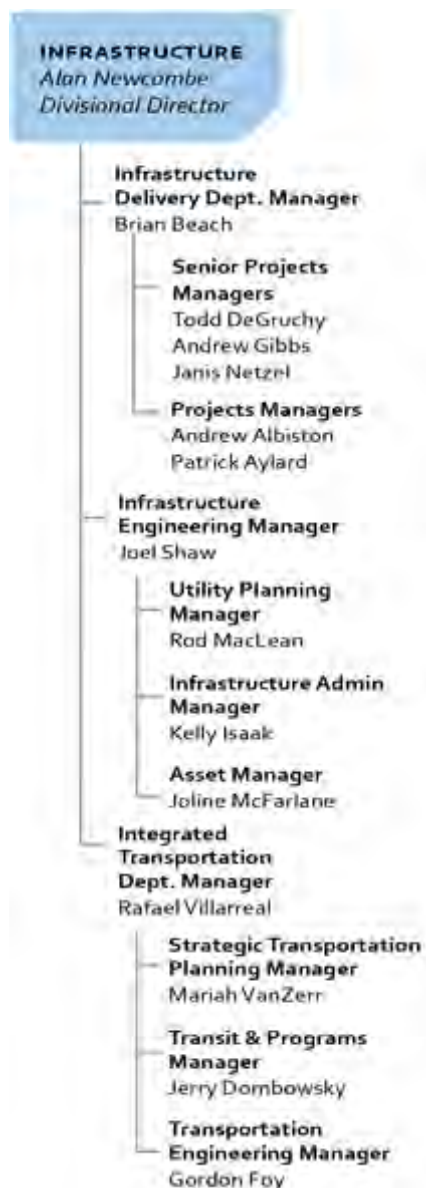 INFRASTRUCTURE
Alan Newcombe
Divisional Director
Infrastructure
Delivery Dept. Manager
Brian Beach
Senior Projects
Managers
Todd DeGruchy
Andrew Gibbs
Janis Netzel
Projects Managers
Andrew Albiston
Patrick Aylard
Infrastructure
Engineering Manager
Joel Shaw
Utility Planning
Manager
Rod MacLean
Infrastructure Admin
Manager
Kelly Isaak
Asset Manager
Joline McFarlane
Integrated
Transportation
Dept. Manager
Rafael Villarreal
Strategic Transportation
Planning Manager
Mariah VanZerr
Transit & Programs
Manager
Jerry Dombowsky
Transportation
Engineering Manager
Gordon Foy